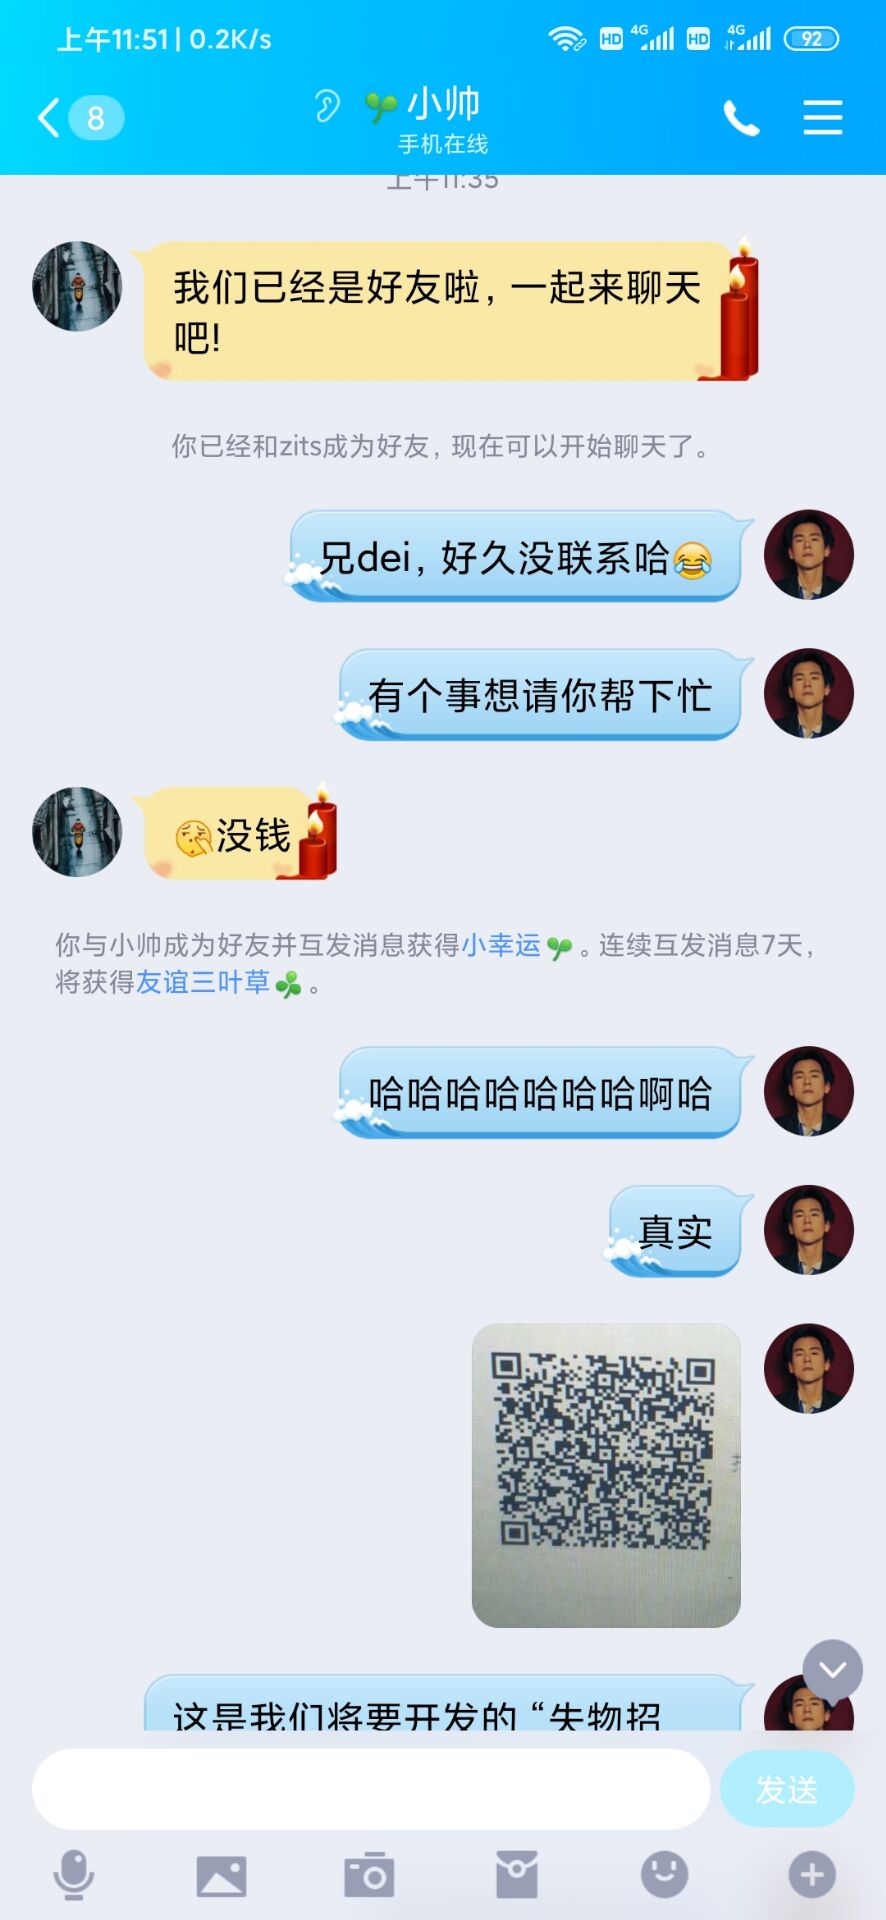 上午11:51 | 0.2K/s
HD 4G HD 4G 92
8
小帅
手机在线
上午11:35
我们已经是好友啦，一起来聊天
吧!
你已经和zits成为好友，现在可以开始聊天了。
兄dei，好久没联系哈😂
有个事想请你帮下忙
没钱
你与小帅成为好友并互发消息获得小幸运。连续互发消息7天，
将获得友谊三叶草。
哈哈哈哈哈哈哈啊哈
真实
这是我们将要开发的“失物招
发送